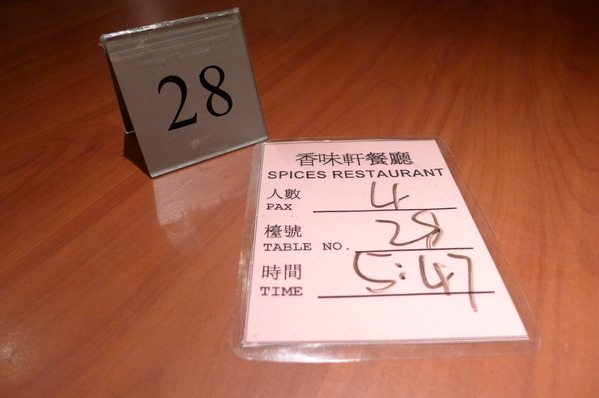 28
香味軒餐廳
SPICES RESTAURANT
人數
PAX 4
檯號
TABLE NO. 28
時間
TIME 5:47